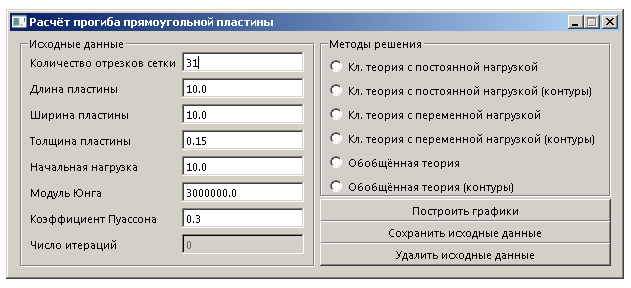 Расчёт прогиба прямоугольной пластины
Исходные данные
Количество отрезков сетки 31
Длина пластины 10.0
Ширина пластины 10.0
Толщина пластины 0.15
Начальная нагрузка 10.0
Модуль Юнга 3000000.0
Коэффициент Пуассона 0.3
Число итераций 0
Методы решения
Кл. теория с постоянной нагрузкой
Кл. теория с постоянной нагрузкой (контуры)
Кл. теория с переменной нагрузкой
Кл. теория с переменной нагрузкой (контуры)
Обобщённая теория
Обобщённая теория (контуры)
Построить графики
Сохранить исходные данные
Удалить исходные данные